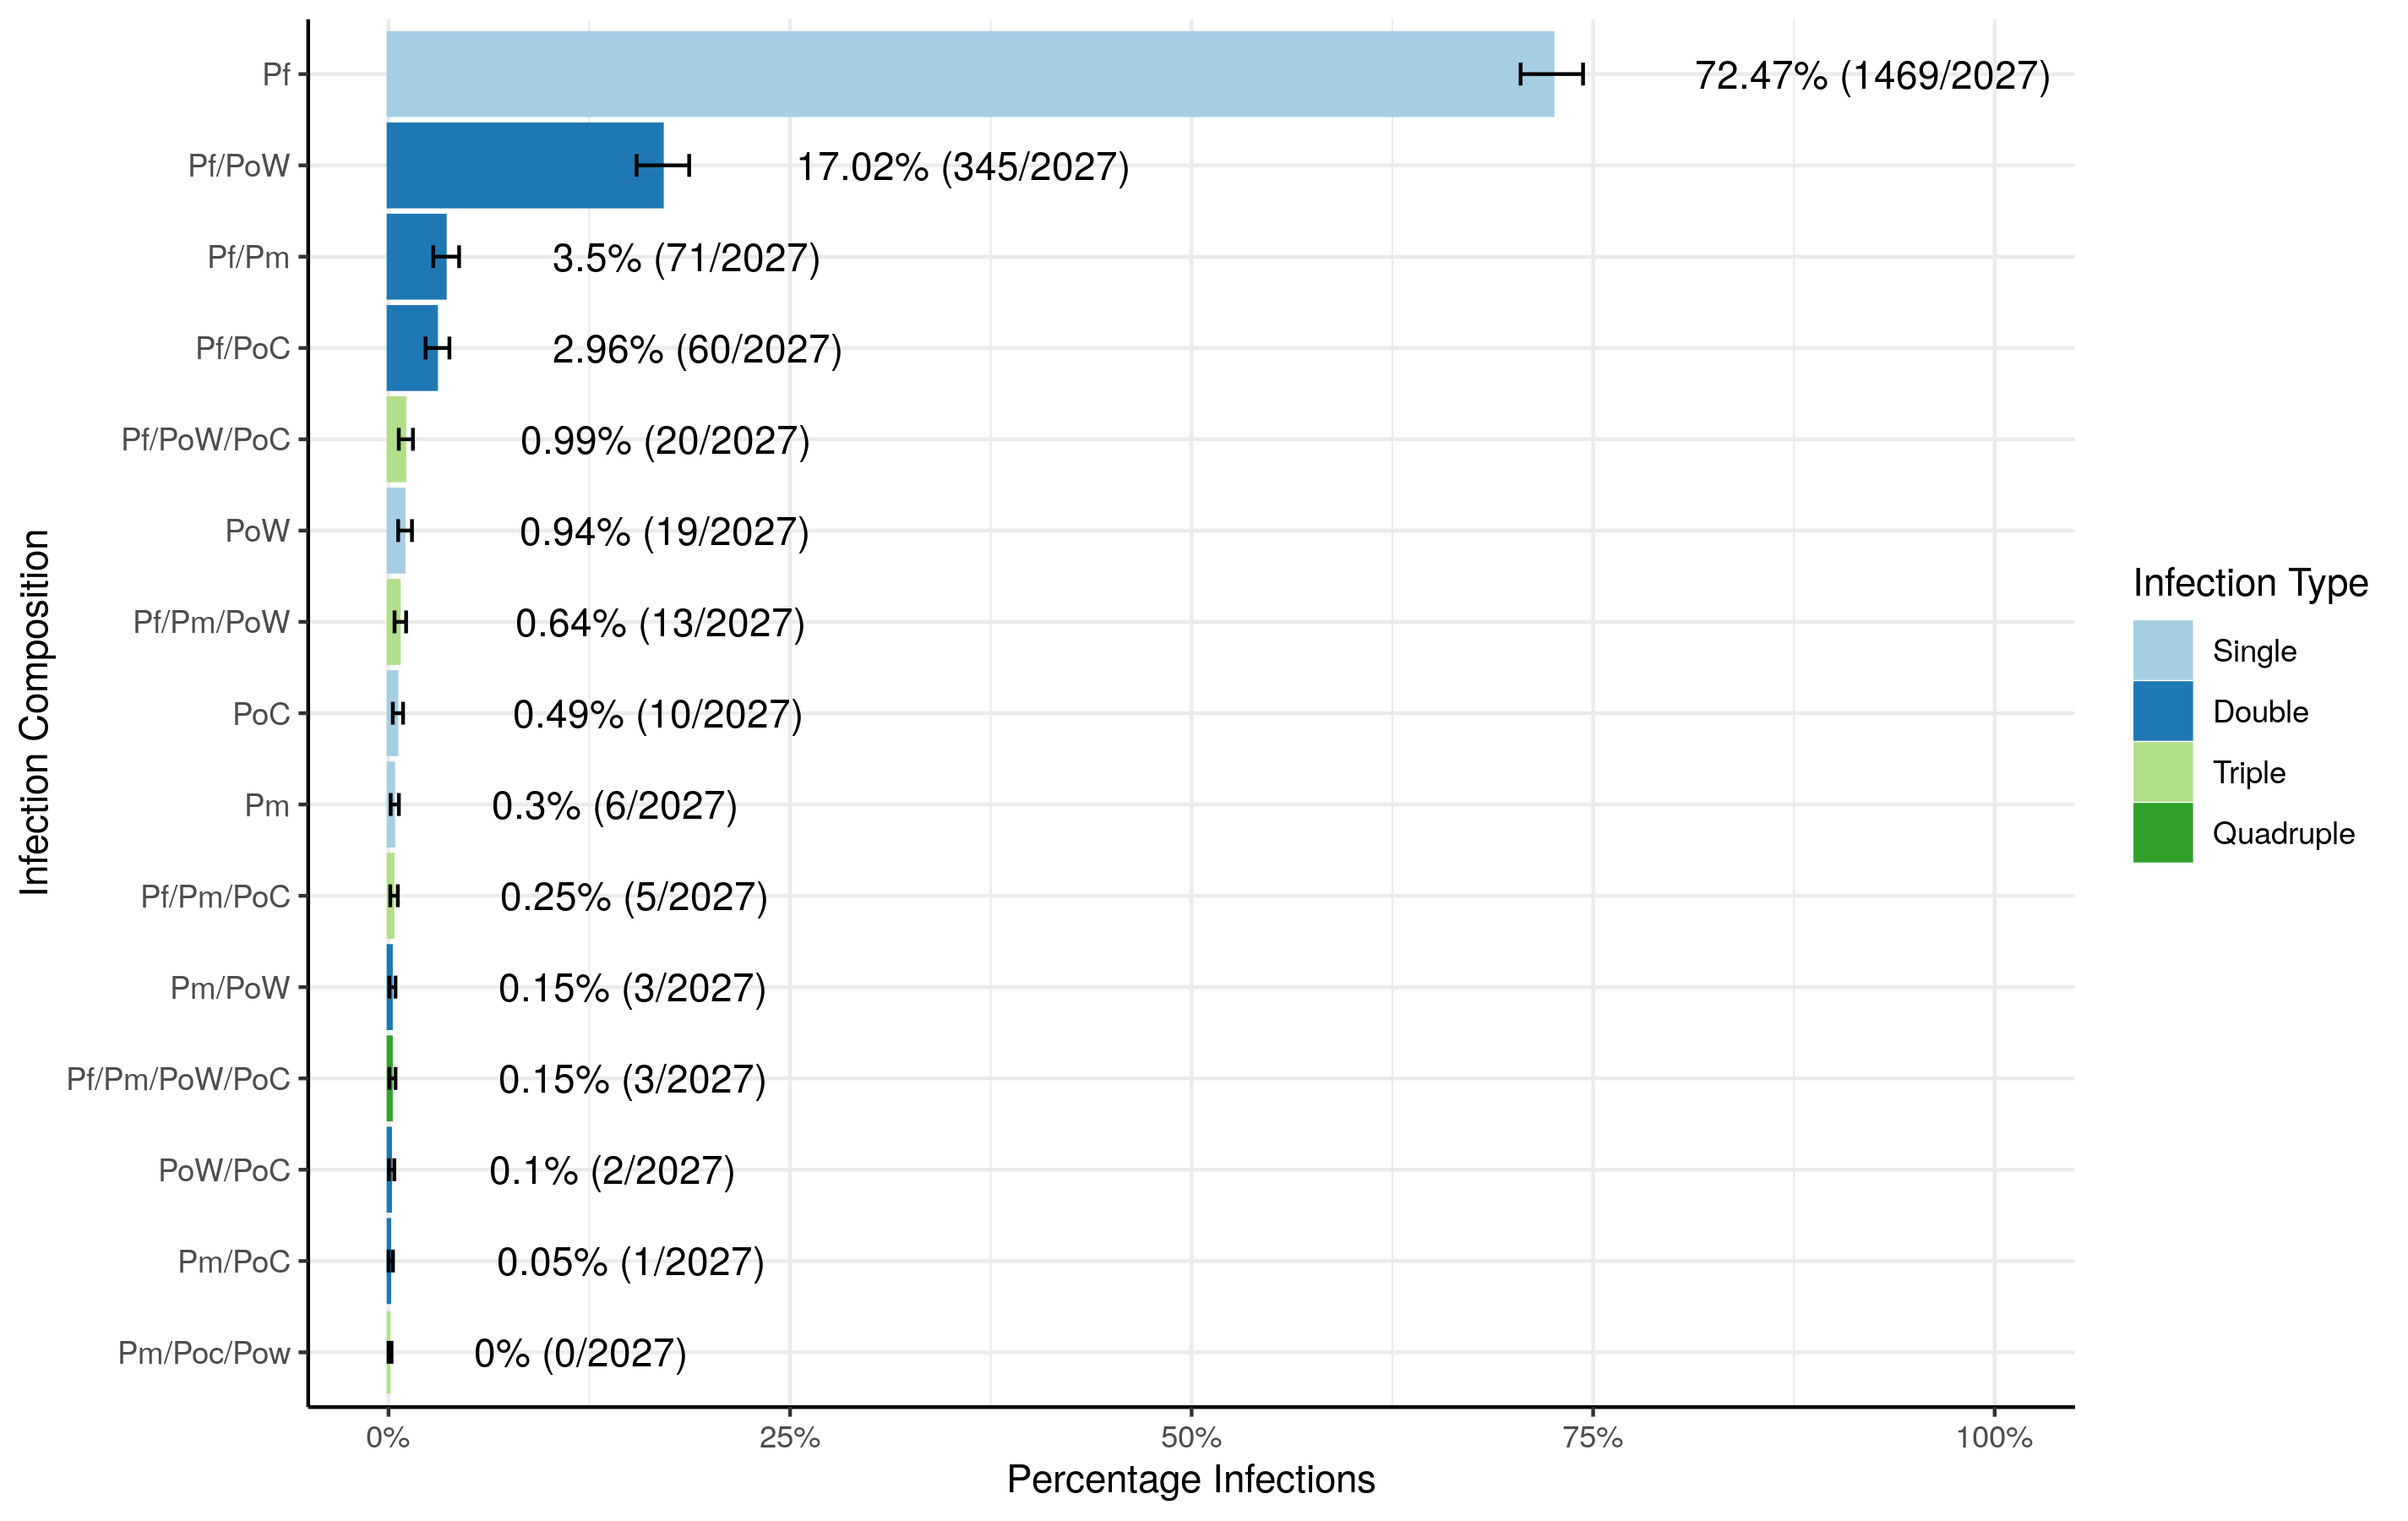 Pf
72.47% (1469/2027)
Pf/PoW
17.02% (345/2027)
Pf/Pm
3.5% (71/2027)
Pf/PoC
2.96% (60/2027)
Pf/PoW/PoC
0.99% (20/2027)
PoW
0.94% (19/2027)
Pf/Pm/PoW
0.64% (13/2027)
PoC
0.49% (10/2027)
Pm
0.3% (6/2027)
Pf/Pm/PoC
0.25% (5/2027)
Pm/PoW
0.15% (3/2027)
Pf/Pm/PoW/PoC
0.15% (3/2027)
PoW/PoC
0.1% (2/2027)
Pm/PoC
0.05% (1/2027)
Pm/Poc/Pow
0% (0/2027)
Infection Composition
0% 25% 50% 75% 100%
Percentage Infections
Infection Type
Single
Double
Triple
Quadruple